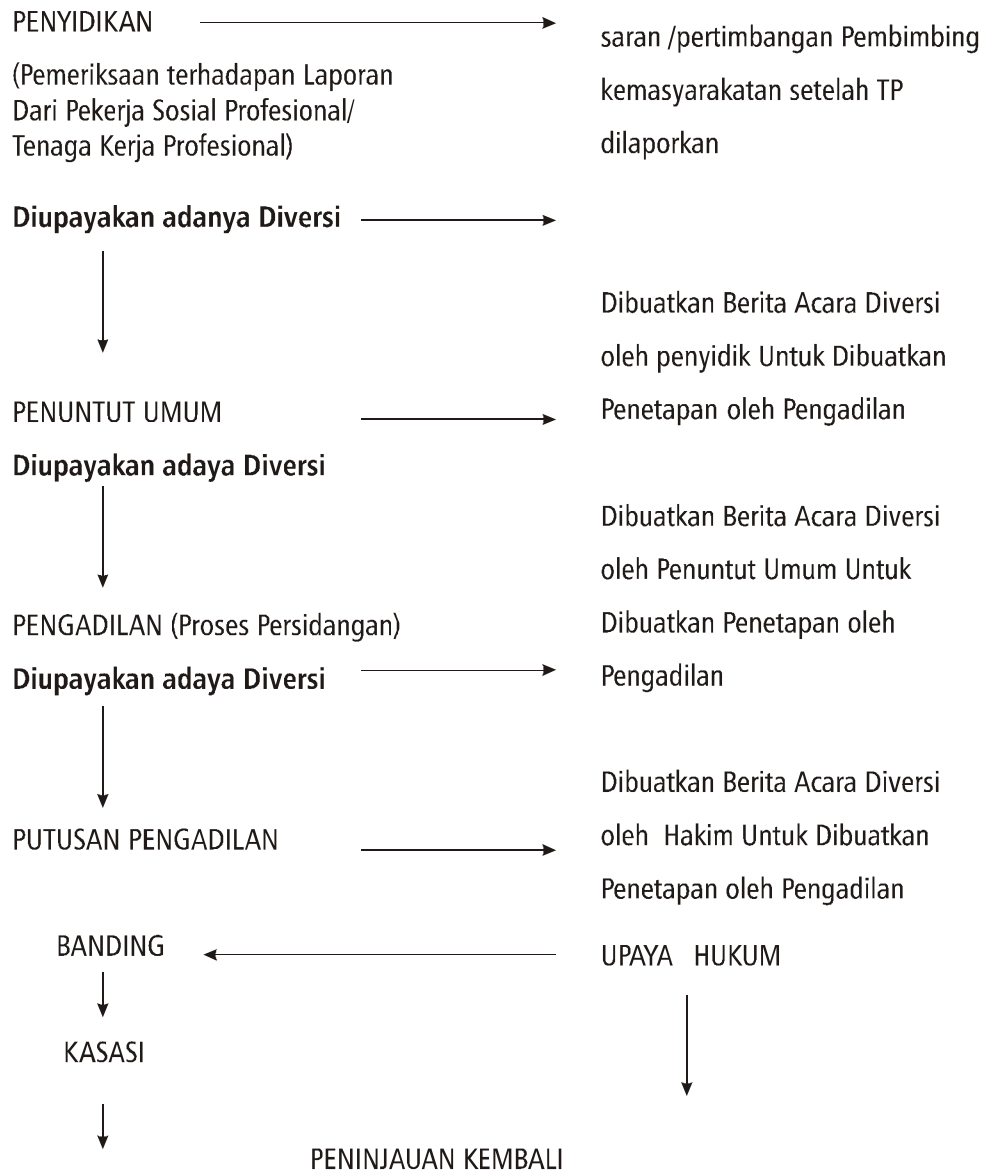 PENYIDIKAN
saran /pertimbangan Pembimbing
kemasyarakatan setelah TP
dilaporkan
(Pemeriksaan terhadapan Laporan
Dari Pekerja Sosial Profesional/
Tenaga Kerja Profesional)
Diupayakan adanya Diversi
Dibuatkan Berita Acara Diversi
oleh penyidik Untuk Dibuatkan
Penetapan oleh Pengadilan
PENUNTUT UMUM
Diupayakan adaya Diversi
Dibuatkan Berita Acara Diversi
oleh Penuntut Umum Untuk
Dibuatkan Penetapan oleh
Pengadilan
PENGADILAN (Proses Persidangan)
Diupayakan adaya Diversi
Dibuatkan Berita Acara Diversi
oleh Hakim Untuk Dibuatkan
Penetapan oleh Pengadilan
PUTUSAN PENGADILAN
UPAYA HUKUM
BANDING
KASASI
PENINJAUAN KEMBALI